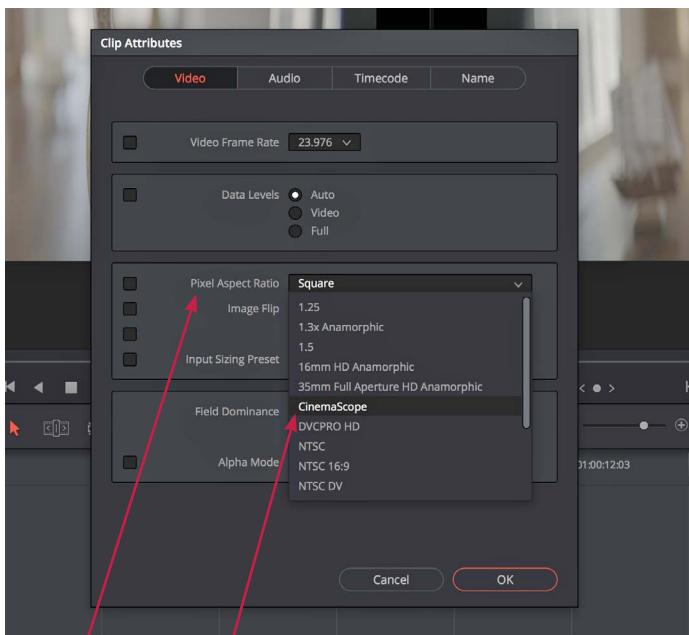 Clip Attributes
Video Audio Timecode Name
Video Frame Rate 23.976
Data Levels Auto
Video
Full
Pixel Aspect Ratio Square
Image Flip 1.25
1.3x Anamorphic
1.5
Input Sizing Preset 16mm HD Anamorphic
35mm Full Aperture HD Anamorphic
Field Dominance CinemaScope
DVCPRO HD
NTSC
Alpha Mode NTSC 16:9
NTSC DV
01:00:12:03
Cancel OK